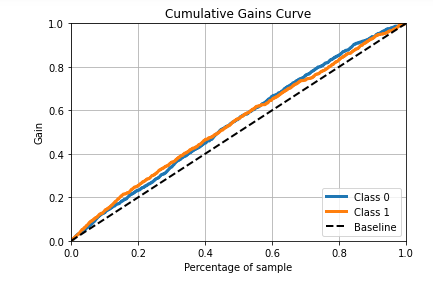 Cumulative Gains Curve
1.0
0.8
0.6
0.4
0.2
0.0
Gain
0.0 0.2 0.4 0.6 0.8 1.0
Percentage of sample
Class 0
Class 1
Baseline